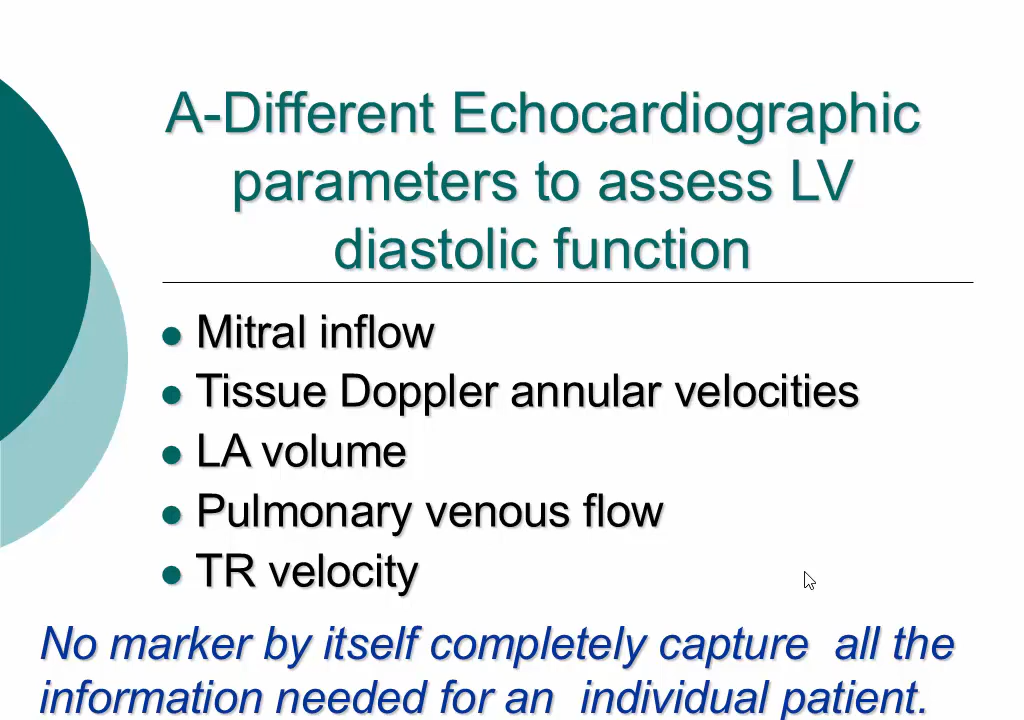 A-Different Echocardiographic
parameters to assess LV
diastolic function
Mitral inflow
Tissue Doppler annular velocities
LA volume
Pulmonary venous flow
TR velocity
No marker by itself completely capture all the
information needed for an individual patient.